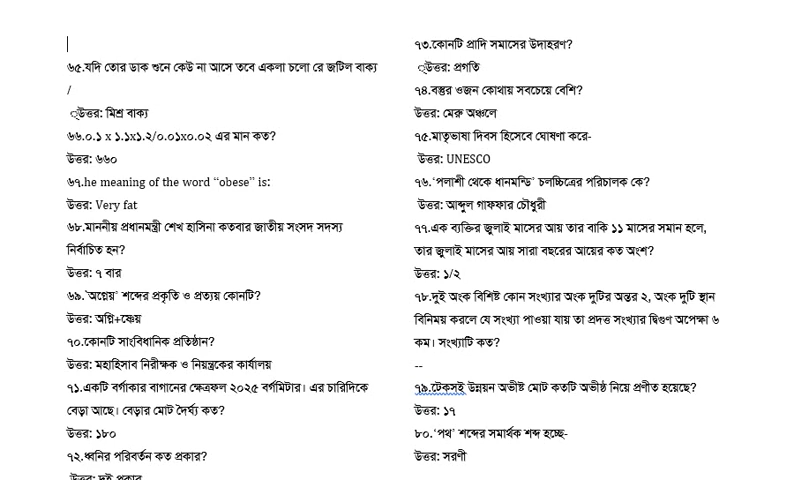 ৬৫.যদি তোর ডাক শুনে কেউ না আসে তবে একলা চলো রে জটিল বাক্য
/
্উত্তর: মিশ্র বাক্য
৬৬.০.১ x ১.১x১.২/০.০১x০.০২ এর মান কত?
উত্তর: ৬৬০
৬৭.he meaning of the word “obese” is:
উত্তর: Very fat
৬৮.মাননীয় প্রধানমন্ত্রী শেখ হাসিনা কতবার জাতীয় সংসদ সদস্য
নির্বাচিত হন?
উত্তর: ৭ বার
৬৯.`অগ্নেয়’ শব্দের প্রকৃতি ও প্রত্যয় কোনটি?
উত্তর: অগ্নি+ষ্ণেয়
৭০.কোনটি সাংবিধানিক প্রতিষ্ঠান?
উত্তর: মহাহিসাব নিরীক্ষক ও নিয়ন্ত্রকের কার্যালয়
৭১.একটি বর্গাকার বাগানের ক্ষেত্রফল ২০২৫ বর্গমিটার। এর চারিদিকে
বেড়া আছে। বেড়ার মোট দৈর্ঘ্য কত?
উত্তর: ১৮০
৭২.ধ্বনির পরিবর্তন কত প্রকার?
উত্তর: দুই প্রকার
৭৩.কোনটি প্রাদি সমাসের উদাহরণ?
্উত্তর: প্রগতি
৭৪.বস্তুর ওজন কোথায় সবচেয়ে বেশি?
উত্তর: মেরু অঞ্চলে
৭৫.মাতৃভাষা দিবস হিসেবে ঘোষণা করে-
উত্তর: UNESCO
৭৬.‘পলাশী থেকে ধানমন্ডি’ চলচ্চিত্রের পরিচালক কে?
উত্তর: আব্দুল গাফফার চৌধুরী
৭৭.এক ব্যক্তির জুলাই মাসের আয় তার বাকি ১১ মাসের সমান হলে,
তার জুলাই মাসের আয় সারা বছরের আয়ের কত অংশ?
উত্তর: ১/২
৭৮.দুই অংক বিশিষ্ট কোন সংখ্যার অংক দুটির অন্তর ২, অংক দুটি স্থান
বিনিময় করলে যে সংখ্যা পাওয়া যায় তা প্রদত্ত সংখ্যার দ্বিগুণ অপেক্ষা ৬
কম। সংখ্যাটি কত?
--
৭৯.টেকসই উন্নয়ন অভীষ্ট মোট কতটি অভীষ্ঠ নিয়ে প্রণীত হয়েছে?
উত্তর: ১৭
৮০.‘পথ’ শব্দের সমার্থক শব্দ হচ্ছে-
উত্তর: সরণী